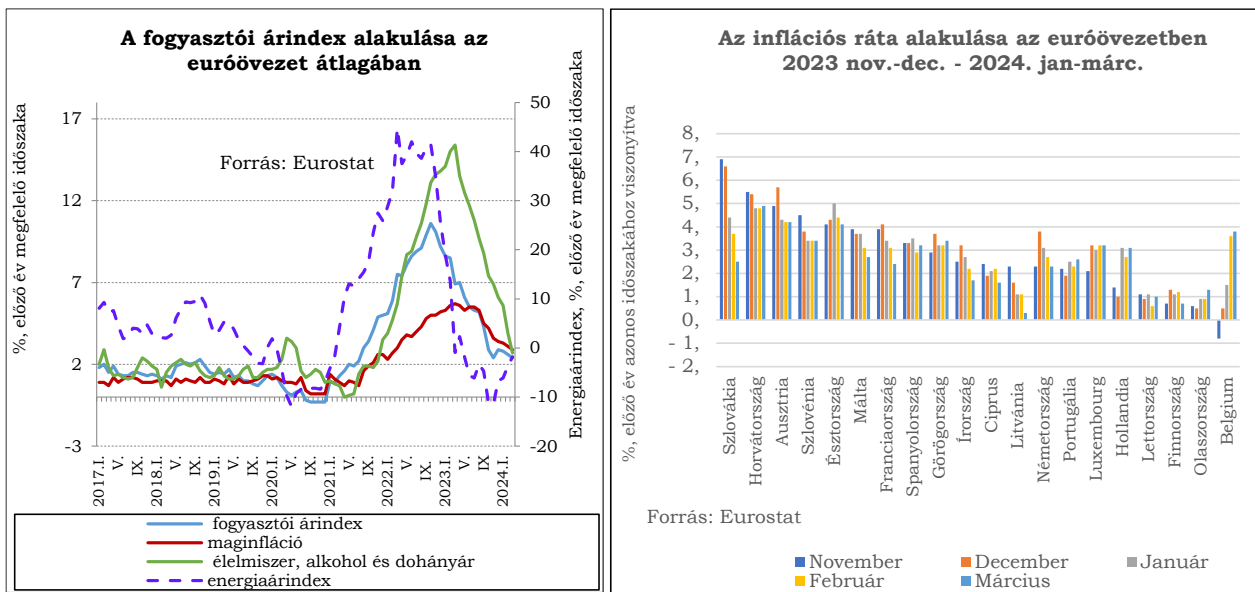 A fogyasztói árindex alakulása az
euróövezet átlagában
%, előző év megfelelő időszaka
17
12
7
2
-3
50
40
30
20
10
0
-10
-20
Energiaárindex, %, előző év megfelelő időszaka
Forrás: Eurostat
2017.I.
V.
IX.
2018.I.
V.
IX.
2019.I.
V.
IX.
2020.I.
V.
IX.
2021.I.
V.
IX.
2022.I.
V.
IX.
2023.I.
V.
IX
2024.I.
fogyasztói árindex
maginfláció
élelmiszer, alkohol és dohányár
energiaárindex
Az inflációs ráta alakulása az euróövezetben
2023 nov.-dec. - 2024. jan-márc.
%, előző év azonos időszakához viszonyítva
8,
7,
6,
5,
4,
3,
2,
1,
0,
- 1,
- 2,
Szlovákia
Horvátország
Ausztria
Szlovénia
Észtország
Málta
Franciaország
Spanyolország
Görögország
Írország
Ciprus
Litvánia
Németország
Portugália
Luxembourg
Hollandia
Lettország
Finnország
Olaszország
Belgium
Forrás: Eurostat
November
December
Január
Február
Március